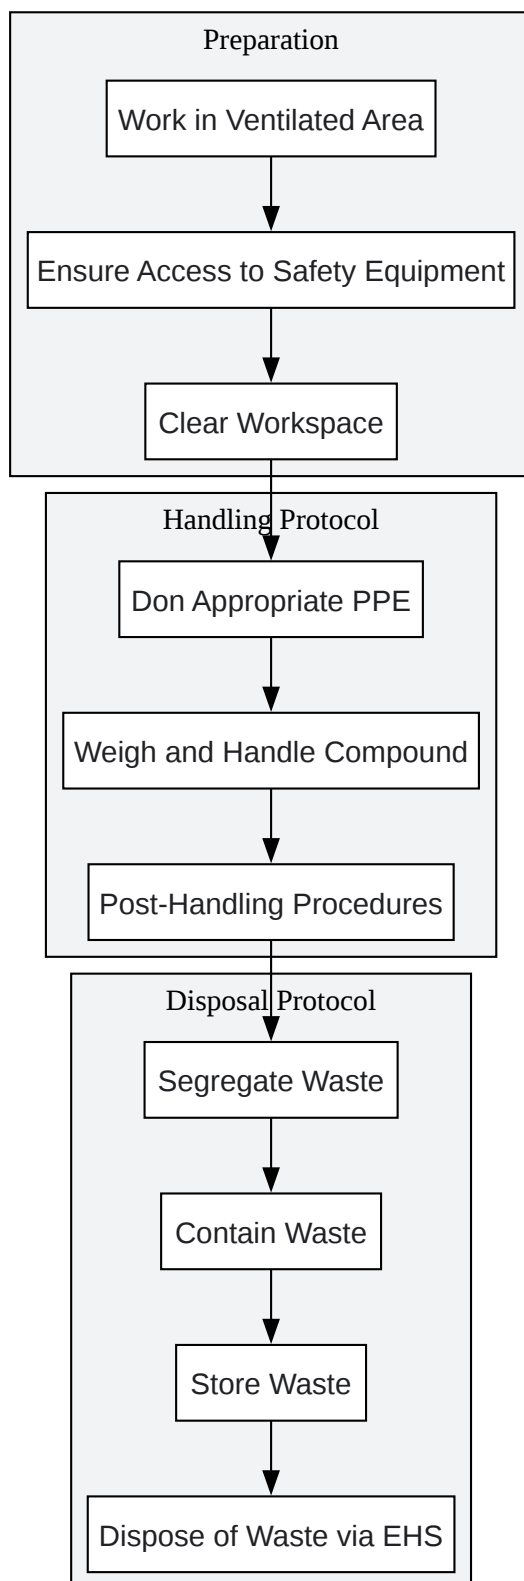 Preparation
Work in Ventilated Area
Ensure Access to Safety Equipment
Clear Workspace
Handling Protocol
Don Appropriate PPE
Weigh and Handle Compound
Post-Handling Procedures
Disposal Protocol
Segregate Waste
Contain Waste
Store Waste
Dispose of Waste via EHS